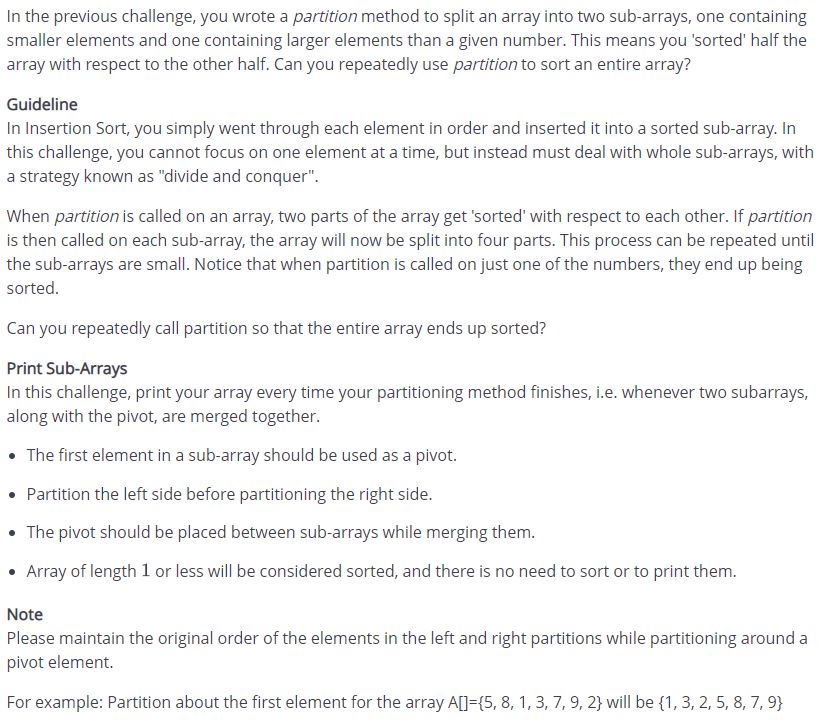 In the previous challenge, you wrote a partition method to split an array into two sub-arrays, one containing
smaller elements and one containing larger elements than a given number. This means you 'sorted' half the
array with respect to the other half. Can you repeatedly use partition to sort an entire array?
Guideline
In Insertion Sort, you simply went through each element in order and inserted it into a sorted sub-array. In
this challenge, you cannot focus on one element at a time, but instead must deal with whole sub-arrays, with
a strategy known as "divide and conquer".
When partition is called on an array, two parts of the array get 'sorted' with respect to each other. If partition
is then called on each sub-array, the array will now be split into four parts. This process can be repeated until
the sub-arrays are small. Notice that when partition is called on just one of the numbers, they end up being
sorted.
Can you repeatedly call partition so that the entire array ends up sorted?
Print Sub-Arrays
In this challenge, print your array every time your partitioning method finishes, i.e. whenever two subarrays,
along with the pivot, are merged together.
• The first element in a sub-array should be used as a pivot.
• Partition the left side before partitioning the right side.
• The pivot should be placed between sub-arrays while merging them.
• Array of length 1 or less will be considered sorted, and there is no need to sort or to print them.
Note
Please maintain the original order of the elements in the left and right partitions while partitioning around a
pivot element.
For example: Partition about the first element for the array A[]={5, 8, 1, 3, 7, 9, 2} will be {1, 3, 2, 5, 8, 7, 9}